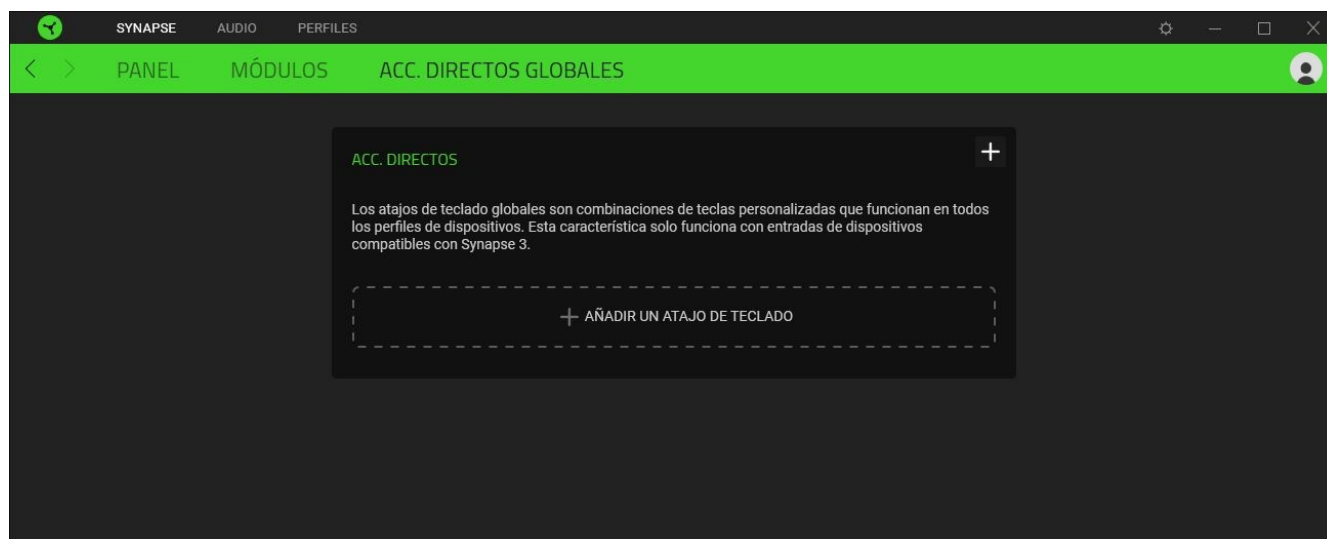 SYNAPSE AUDIO PERFILES
PANEL MÓDULOS ACC. DIRECTOS GLOBALES
ACC. DIRECTOS
Los atajos de teclado globales son combinaciones de teclas personalizadas que funcionan en todos
los perfiles de dispositivos. Esta característica solo funciona con entradas de dispositivos
compatibles con Synapse 3.
AÑADIR UN ATAJO DE TECLADO